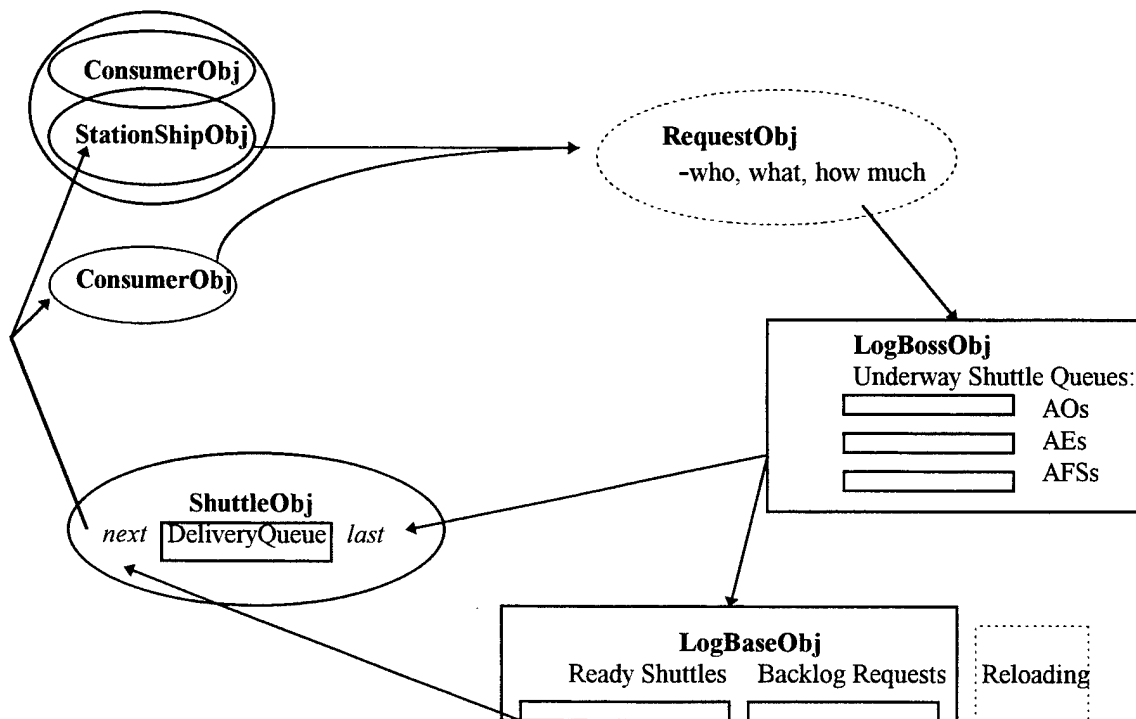 ConsumerObj
StationShipObj
RequestObj
-who, what, how much
ConsumerObj
LogBossObj
Underway Shuttle Queues:
AOs
AEs
AFSs
ShuttleObj
next DeliveryQueue last
LogBaseObj
Ready Shuttles Backlog Requests Reloading